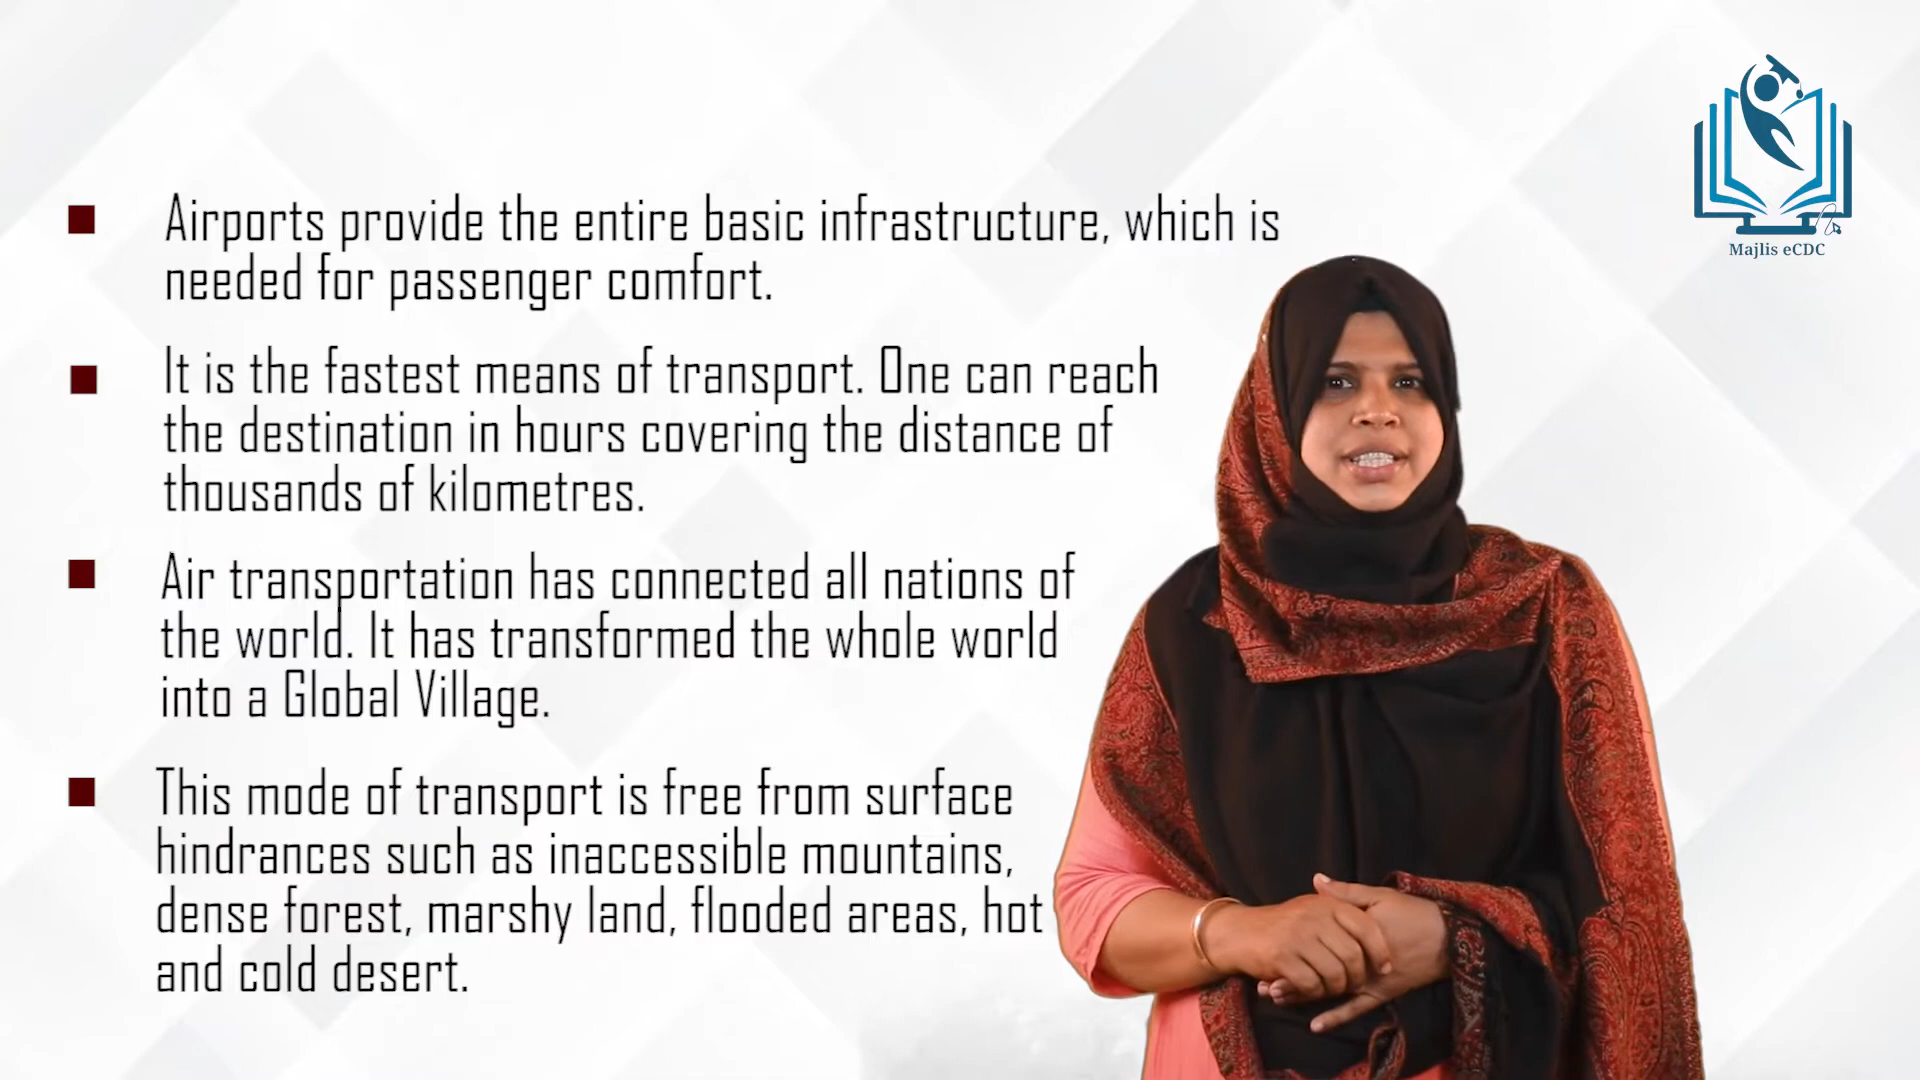 Airports provide the entire basic infrastructure, which is
needed for passenger comfort.
It is the fastest means of transport. One can reach
the destination in hours covering the distance of
thousands of kilometres.
Air transportation has connected all nations of
the world. It has transformed the whole world
into a Global Village.
This mode of transport is free from surface
hindrances such as inaccessible mountains,
dense forest, marshy land, flooded areas, hot
and cold desert.
Majlis eCDC